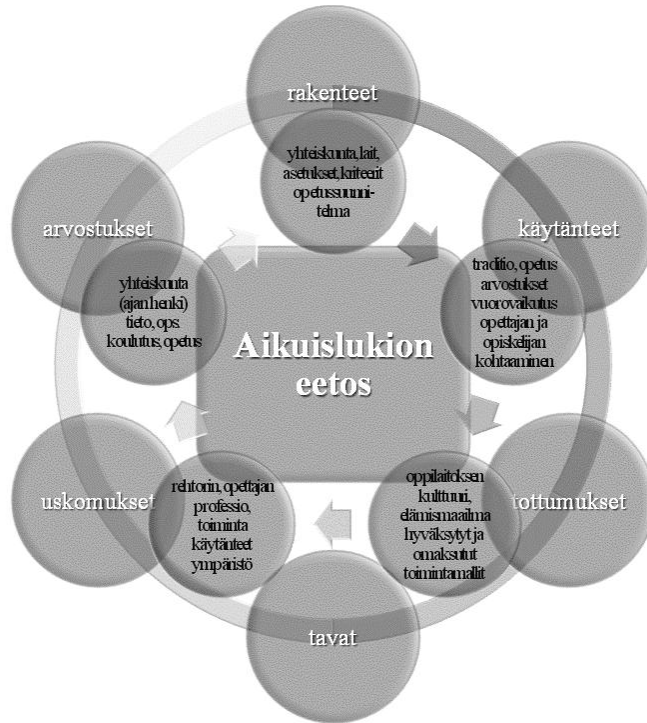 rakenteet
yhteiskunta, lait,
asetukset, kriteerit
opetussuunni-
telma
arvostukset
käytänteet
yhteiskunta
(ajan henki)
tieto, ops.
koulutus, opetus
traditio, opetus
arvostukset
vuorovaikutus
opettajan ja
opiskelijan
kohtaaminen
Aikuislukion
eetos
uskomukset
rehtorin, opettajan
professio,
toiminta
käytänteet
ympäristö
oppilaitoksen
kulttuuri,
elämismaailma
hyväksytyt ja
omaksutut
toimintamallit
tottumukset
tavat